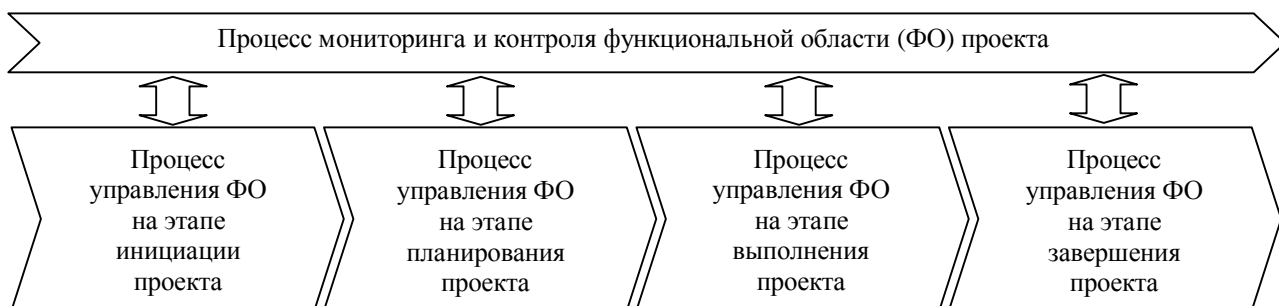 Процесс мониторинга и контроля функциональной области (ФО) проекта
Процесс
управления ФО
на этапе
инициации
проекта
Процесс
управления ФО
на этапе
планирования
проекта
Процесс
управления ФО
на этапе
выполнения
проекта
Процесс
управления ФО
на этапе
завершения
проекта